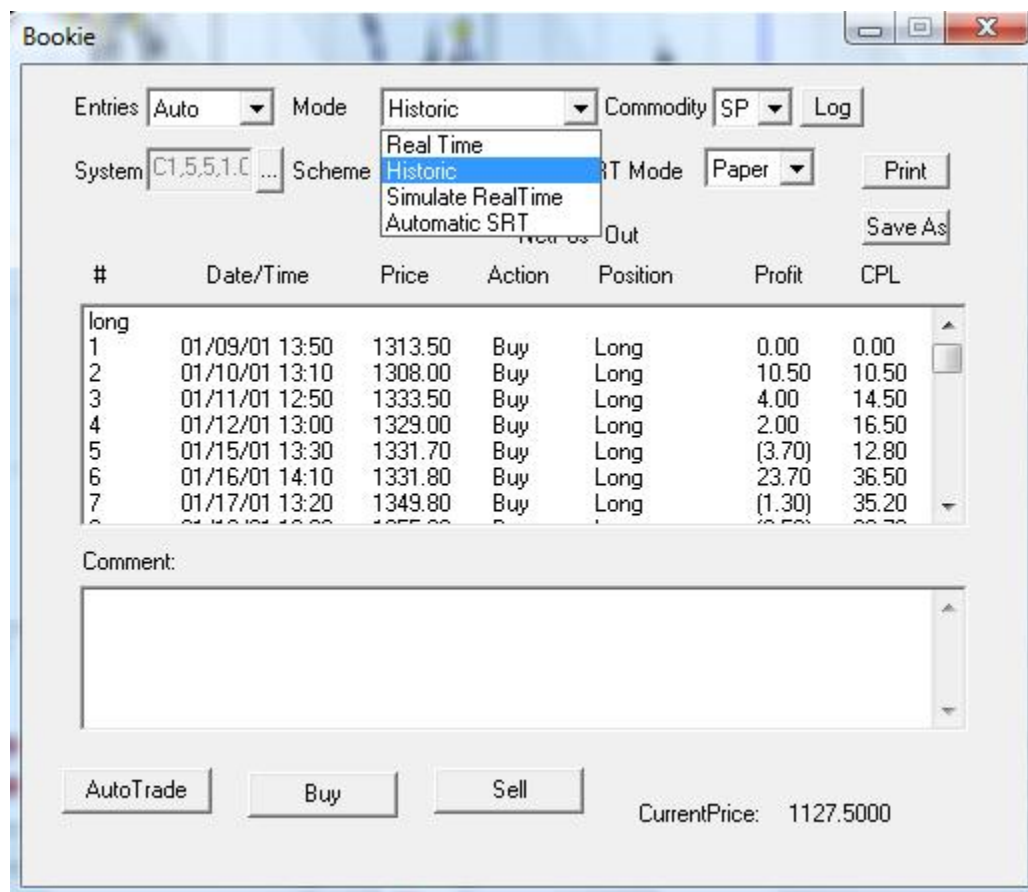 Bookie
Entries Auto Mode Historic Commodity SP Log
Real Time
System C1,5,5,1.0 ... Scheme Historic RT Mode Paper Print
Simulate RealTime
Automatic SRT Save As
Out
# Date/Time Price Action Position Profit CPL
long
1 01/09/01 13:50 1313.50 Buy Long 0.00 0.00
2 01/10/01 13:10 1308.00 Buy Long 10.50 10.50
3 01/11/01 12:50 1333.50 Buy Long 4.00 14.50
4 01/12/01 13:00 1329.00 Buy Long 2.00 16.50
5 01/15/01 13:30 1331.70 Buy Long (3.70) 12.80
6 01/16/01 14:10 1331.80 Buy Long 23.70 36.50
7 01/17/01 13:20 1349.80 Buy Long (1.30) 35.20
Comment:
AutoTrade Buy Sell
CurrentPrice: 1127.5000